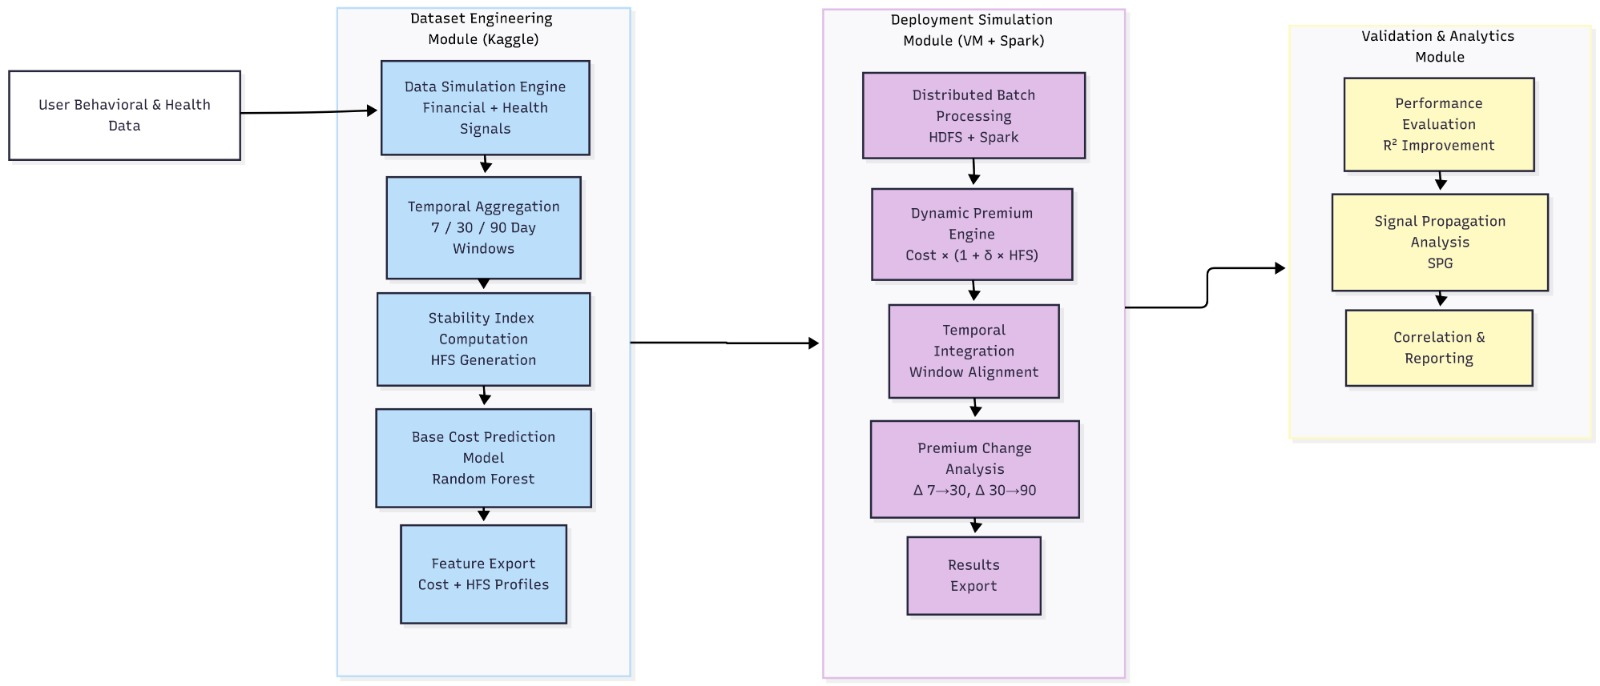 User Behavioral & Health
Data
Dataset Engineering
Module (Kaggle)
Data Simulation Engine
Financial + Health
Signals
Temporal Aggregation
7 / 30 / 90 Day
Windows
Stability Index
Computation
HFS Generation
Base Cost Prediction
Model
Random Forest
Feature Export
Cost + HFS Profiles
Deployment Simulation
Module (VM + Spark)
Distributed Batch
Processing
HDFS + Spark
Dynamic Premium
Engine
Cost × (1 + δ × HFS)
Temporal
Integration
Window Alignment
Premium Change
Analysis
Δ 7→30, Δ 30→90
Results
Export
Validation & Analytics
Module
Performance
Evaluation
R² Improvement
Signal Propagation
Analysis
SPG
Correlation &
Reporting